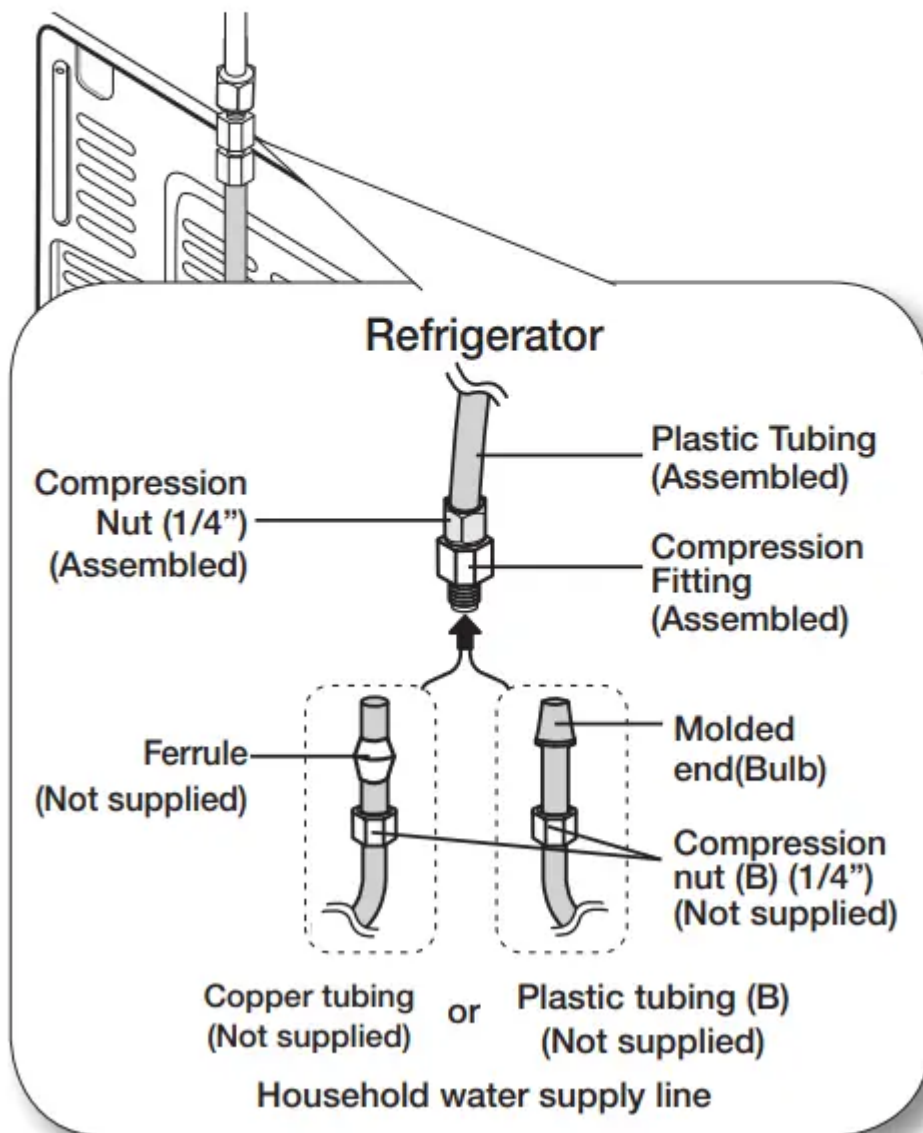 Refrigerator
Plastic Tubing
(Assembled)
Compression
Nut (1/4”)
(Assembled)
Compression
Fitting
(Assembled)
Ferrule
(Not supplied)
Molded
end(Bulb)
Compression
nut (B) (1/4”)
(Not supplied)
Copper tubing
(Not supplied)
or
Plastic tubing (B)
(Not supplied)
Household water supply line